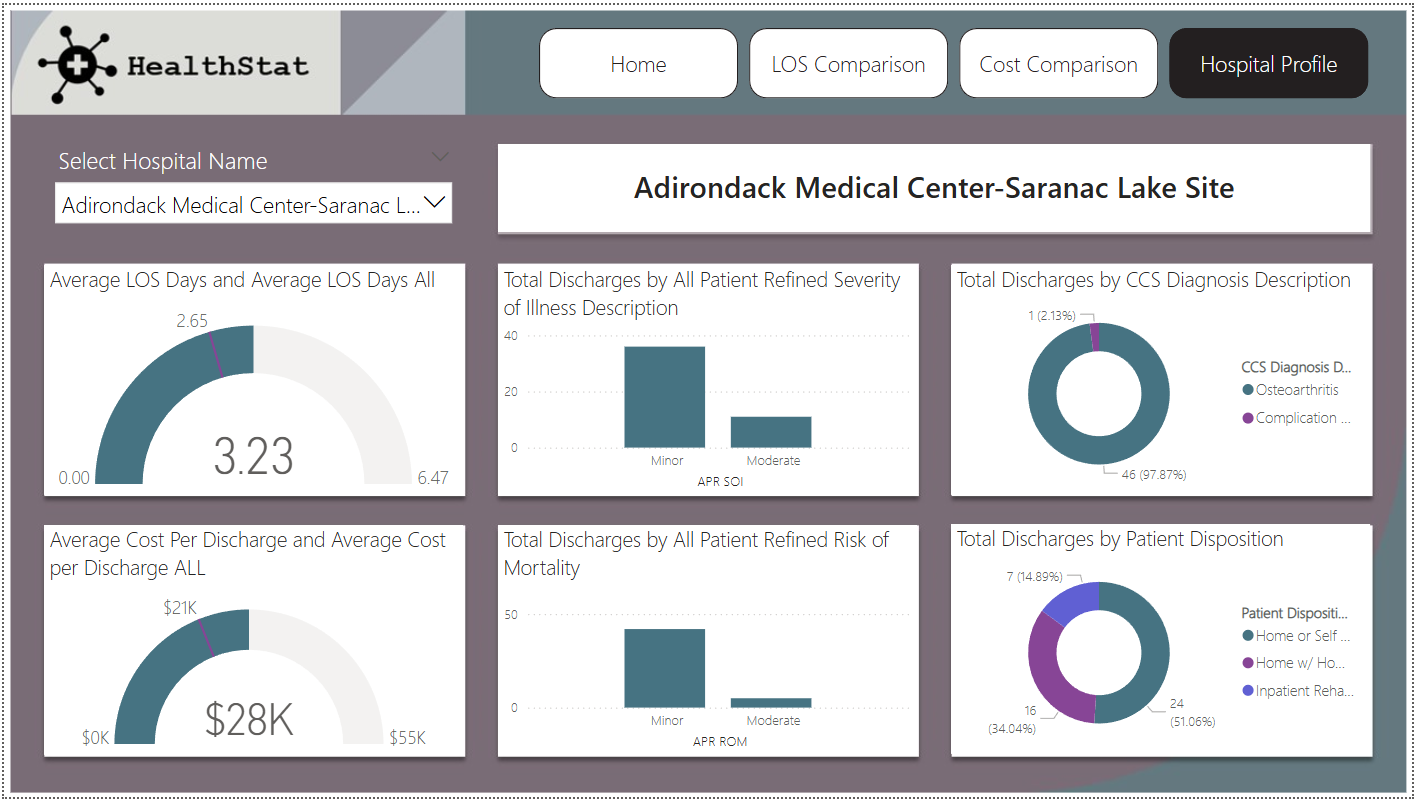 HealthStat
Home
LOS Comparison
Cost Comparison
Hospital Profile
Select Hospital Name
Adirondack Medical Center-Saranac L...
Adirondack Medical Center-Saranac Lake Site
Average LOS Days and Average LOS Days All
2.65
3.23
0.00
6.47
Total Discharges by All Patient Refined Severity
of Illness Description
40
20
0
Minor
Moderate
APR SOI
Total Discharges by CCS Diagnosis Description
1 (2.13%)
46 (97.87%)
CCS Diagnosis D...
Osteoarthritis
Complication ...
Average Cost Per Discharge and Average Cost
per Discharge ALL
$21K
$28K
$0K
$55K
Total Discharges by All Patient Refined Risk of
Mortality
50
0
Minor
Moderate
APR ROM
Total Discharges by Patient Disposition
7 (14.89%)
16
(34.04%)
24
(51.06%)
Patient Dispositi...
Home or Self ...
Home w/ Ho...
Inpatient Reha...